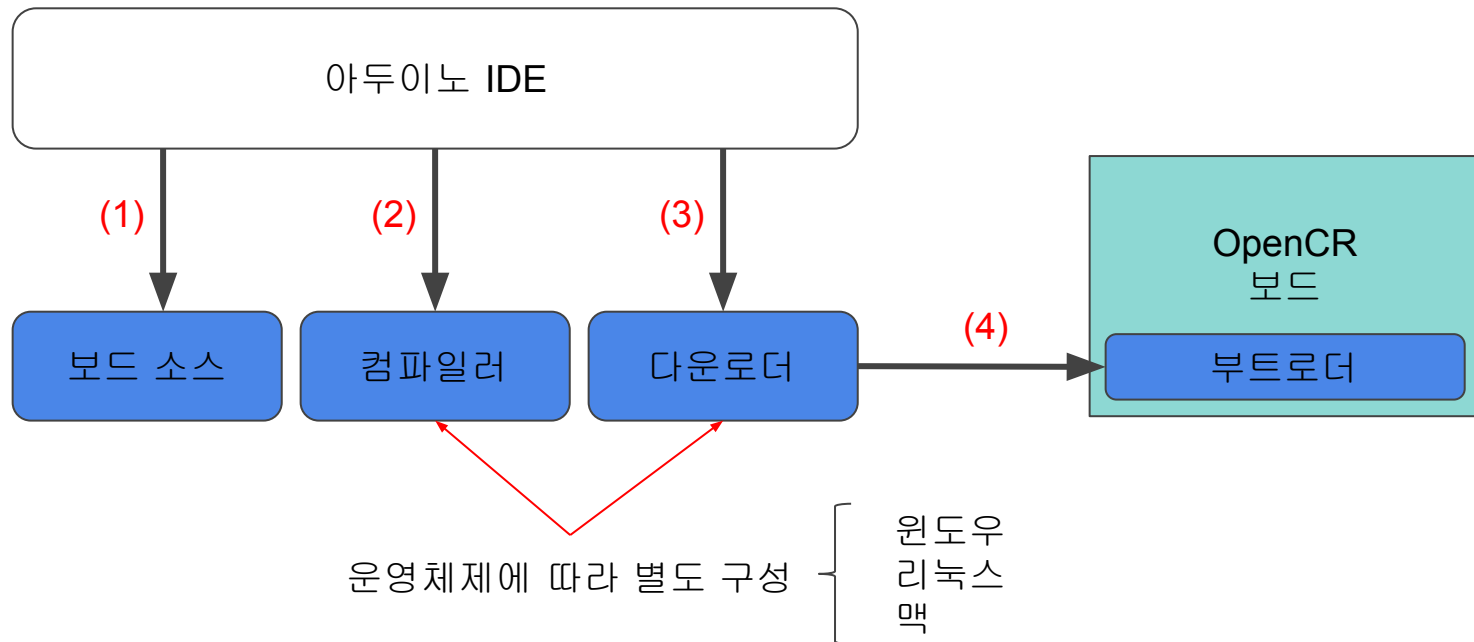 아두이노 IDE
(1)
(2)
(3)
OpenCR
보드
(4)
보드 소스
컴파일러
다운로더
부트로더
운영체제에 따라 별도 구성
윈도우
리눅스
맥